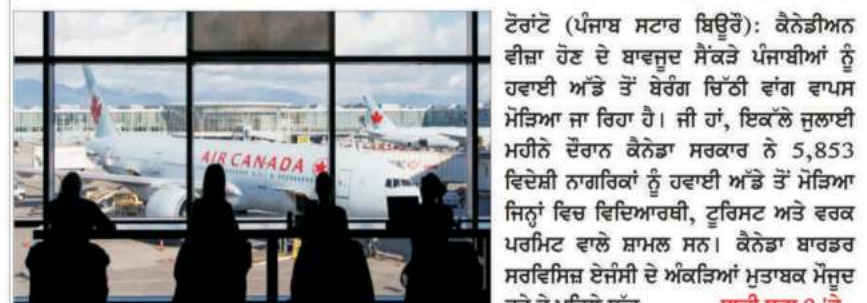 AIR CANADA
ਟੋਰਾਂਟੋ (ਪੰਜਾਬ ਸਟਾਰ ਬਿਊਰੋ): ਕੈਨੇਡੀਅਨ
ਵੀਜ਼ਾ ਹੋਣ ਦੇ ਬਾਵਜੂਦ ਸੈਂਕੜੇ ਪੰਜਾਬੀਆਂ ਨੂੰ
ਹਵਾਈ ਅੱਡੇ ਤੋਂ ਬੇਰੰਗ ਚਿੱਠੀ ਵਾਂਗ ਵਾਪਸ
ਮੋੜਿਆ ਜਾ ਰਿਹਾ ਹੈ। ਜੀ ਹਾਂ, ਇਕੱਲੇ ਜੁਲਾਈ
ਮਹੀਨੇ ਦੌਰਾਨ ਕੈਨੇਡਾ ਸਰਕਾਰ ਨੇ 5,853
ਵਿਦੇਸ਼ੀ ਨਾਗਰਿਕਾਂ ਨੂੰ ਹਵਾਈ ਅੱਡੇ ਤੋਂ ਮੋੜਿਆ
ਜਿਨ੍ਹਾਂ ਵਿਚ ਵਿਦਿਆਰਥੀ, ਟੂਰਿਸਟ ਅਤੇ ਵਰਕ
ਪਰਮਿਟ ਵਾਲੇ ਸ਼ਾਮਲ ਸਨ। ਕੈਨੇਡਾ ਬਾਰਡਰ
ਸਰਵਿਸਿਜ਼ ਏਜੰਸੀ ਦੇ ਅੰਕੜਿਆਂ ਮੁਤਾਬਕ ਮੌਜੂਦ